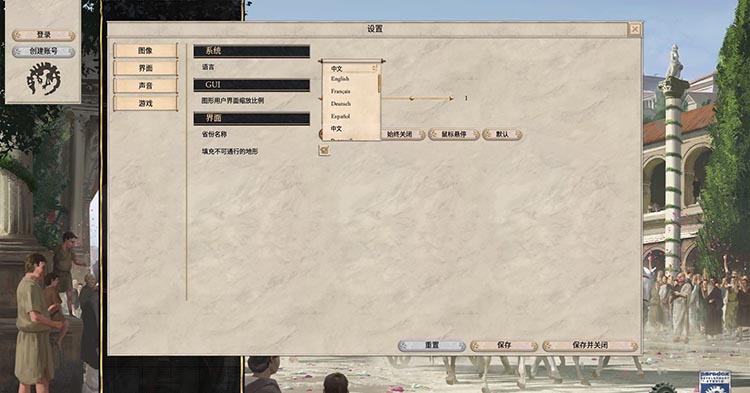 设置
登录
创建账号
图像
界面
声音
游戏
系统
语言
中文
English
Français
Deutsch
Español
中文
GUI
图形用户界面缩放比例
1
界面
省份名称
始终关闭
鼠标悬停
默认
填充不可通行的地形
重置
保存
保存并关闭
paradox
DEVELOPMENT
STUDIO